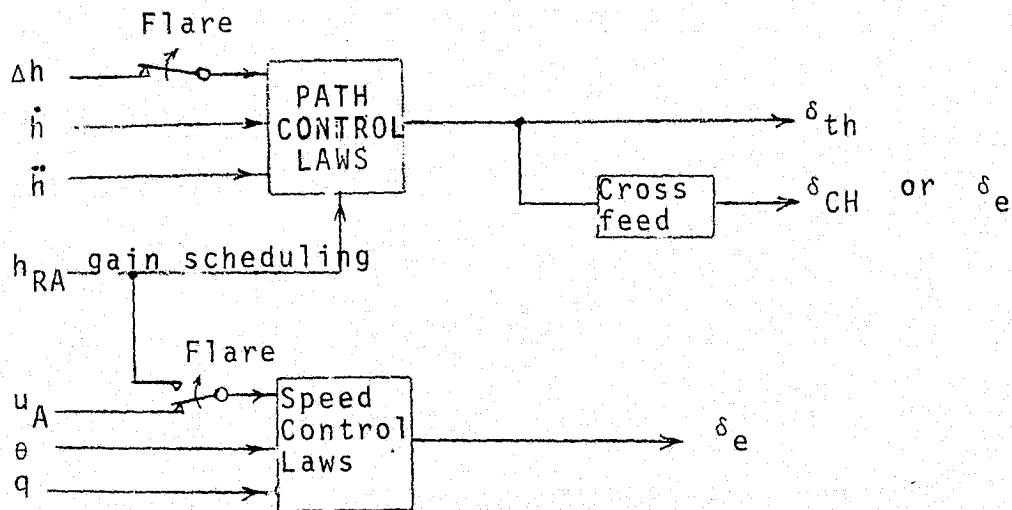 Flare
Δh
ḣ
ḧ
PATH
CONTROL
LAWS
δth
Cross
feed
δCH or δe
hRA gain scheduling
Flare
uA
θ
q
Speed
Control
Laws
δe